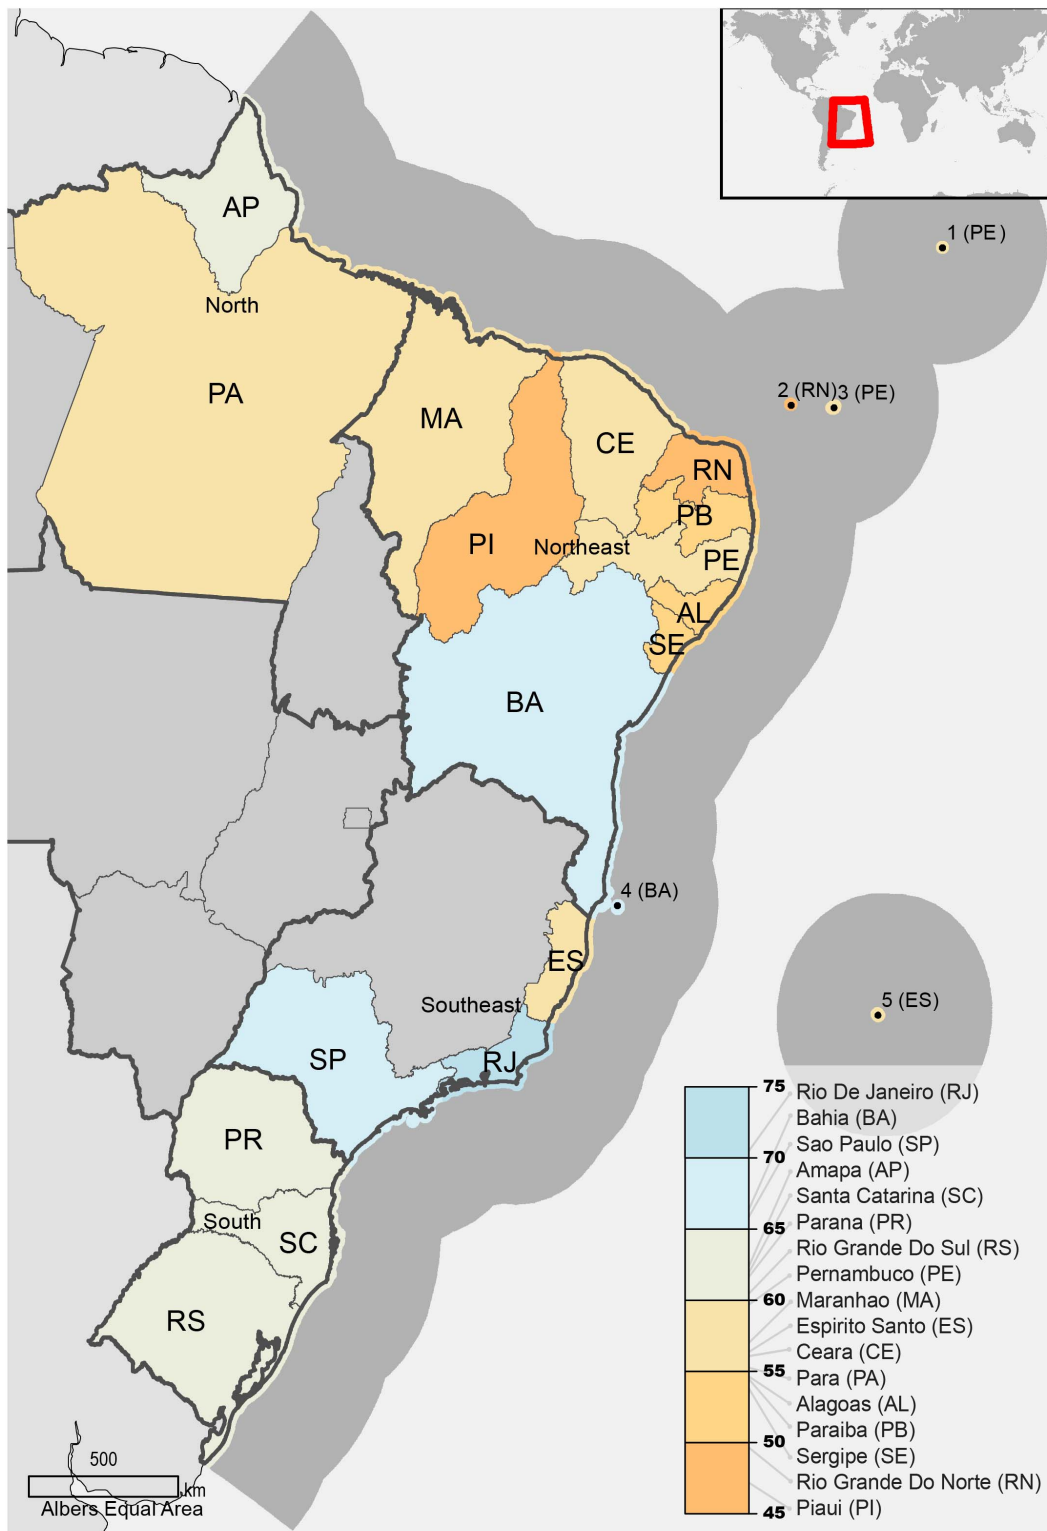 1 (PE)
AP
North
2 (RN)
3 (PE)
PA
MA
CE
RN
PB
PI
Northeast
PE
AL
SE
BA
4 (BA)
ES
5 (ES)
Southeast
SP
RJ
PR
South
SC
RS
500
km
Albers Equal Area
75
70
65
60
55
50
45
Rio De Janeiro (RJ)
Bahia (BA)
Sao Paulo (SP)
Amapa (AP)
Santa Catarina (SC)
Parana (PR)
Rio Grande Do Sul (RS)
Pernambuco (PE)
Maranhao (MA)
Espirito Santo (ES)
Ceara (CE)
Para (PA)
Alagoas (AL)
Paraiba (PB)
Sergipe (SE)
Rio Grande Do Norte (RN)
Piaui (PI)